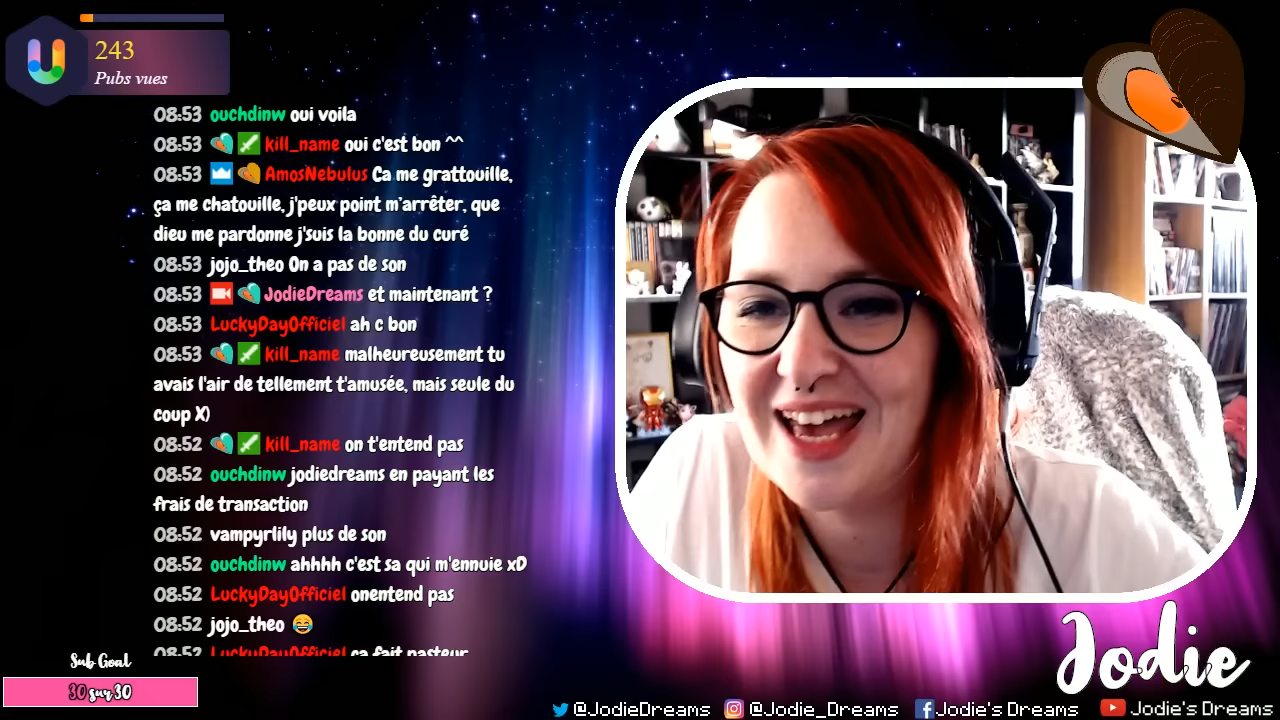 243
Pubs vues
08:53 ouchdinw oui voila
08:53 kill_name oui c'est bon ^^
08:53 AmosNebulus Ca me grattouille,
ça me chatouille, j'peux point m'arrêter, que
dieu me pardonne j'suis la bonne du curé
08:53 jojo_theo On a pas de son
08:53 JodieDreams et maintenant ?
08:53 LuckyDayOfficiel ah c bon
08:53 kill_name malheureusement tu
avais l'air de tellement t'amusée, mais seule du
coup X)
08:52 kill_name on t'entend pas
08:52 ouchdinw jodiedreams en payant les
frais de transaction
08:52 vampyrlily plus de son
08:52 ouchdinw ahhhh c'est sa qui m'ennuie xD
08:52 LuckyDayOfficiel onentend pas
08:52 jojo_theo 😂
08:52 LuckyDayOfficiel ça fait pasteur
Sub Goal
30 sur 30
Jodie
@JodieDreams @Jodie_Dreams Jodie's Dreams Jodie's Dreams